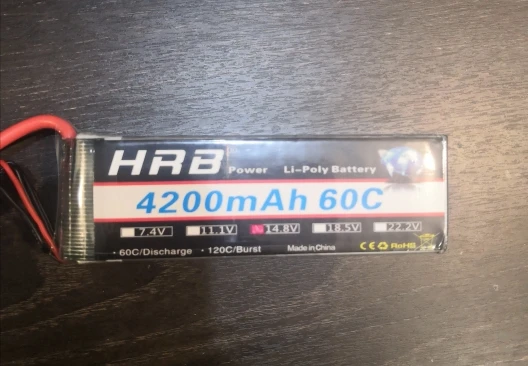 HRB Power Li-Poly Battery
4200mAh 60C
7.4V 11.1V 14.8V 18.5V 22.2V
· 60C/Discharge · 120C/Burst Made in China CE RoHS